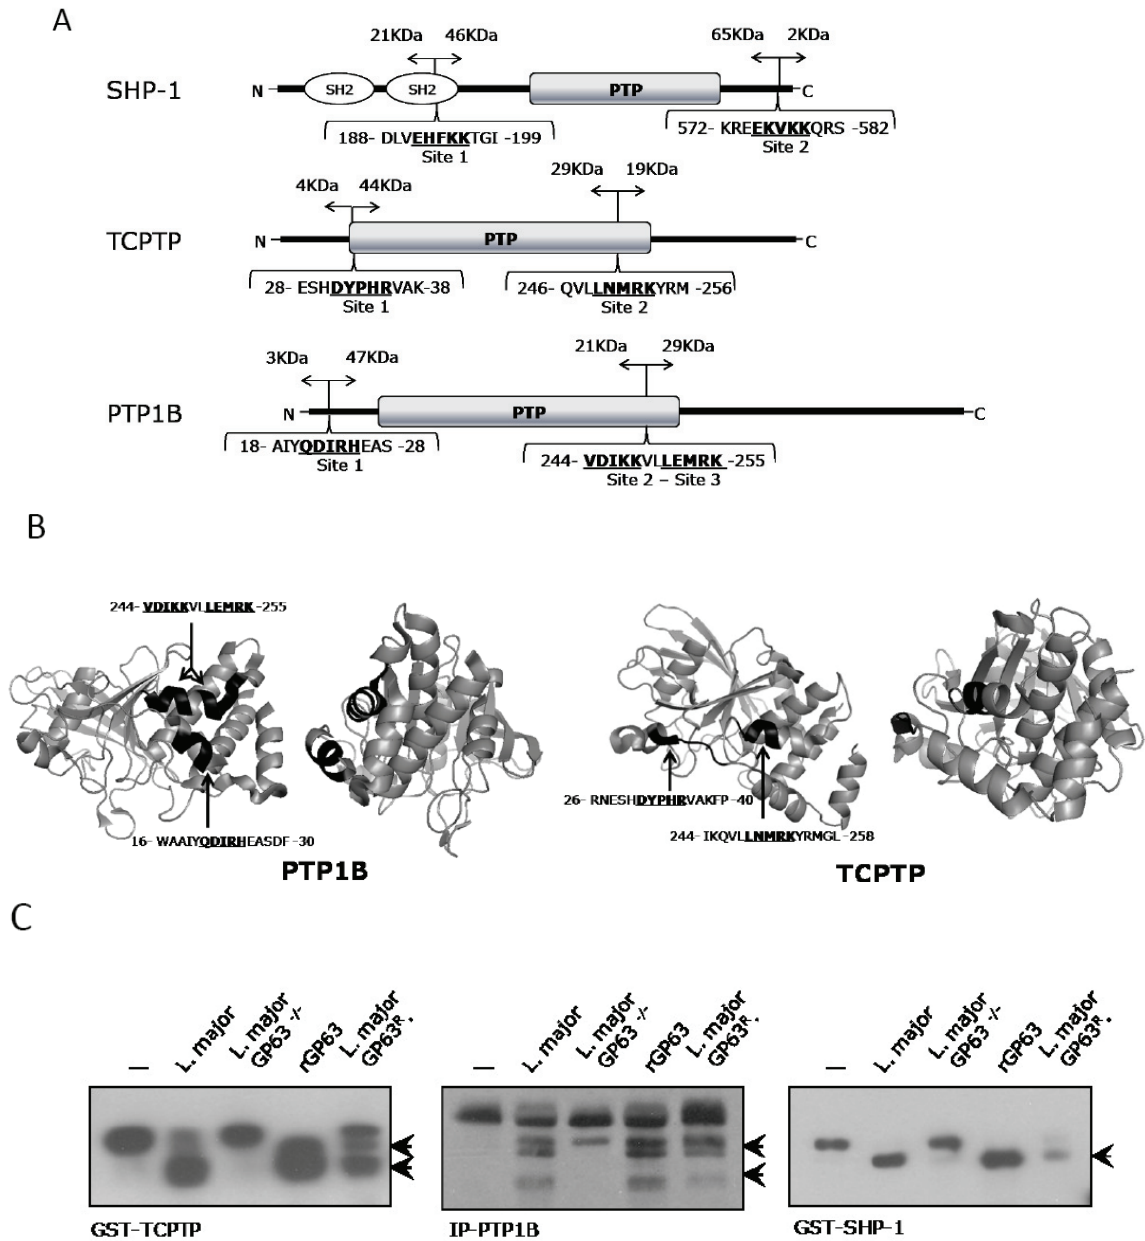 A
21KDa 46KDa
65KDa 2KDa
SHP-1
N
SH2
SH2
PTP
C
188- DLVEHFKKTGI -199
Site 1
572- KREEKVKKQRS -582
Site 2
4KDa 44KDa
29KDa 19KDa
TCPTP
N
PTP
C
28- ESHDYPHRVAK-38
Site 1
246- QVLLNMRKYRM -256
Site 2
3KDa 47KDa
21KDa 29KDa
PTP1B
N
PTP
C
18- AIYQDIRHEAS -28
Site 1
244- VDIKKVLLEMRK -255
Site 2 – Site 3
B
244- VDIKKVLLEMRK -255
16- WAAIYQDIRHEASDF -30
PTP1B
26- RNESHDYPHRVAKFP -40
244- IKQVLLNMRKYRMGL -258
TCPTP
C
—
L. major
L. major GP63 -/-
rGP63
L. major GP63R.
—
L. major
L. major GP63 -/-
rGP63
L. major GP63R.
—
L. major
L. major GP63 -/-
rGP63
L. major GP63R.
GST-TCPTP
IP-PTP1B
GST-SHP-1